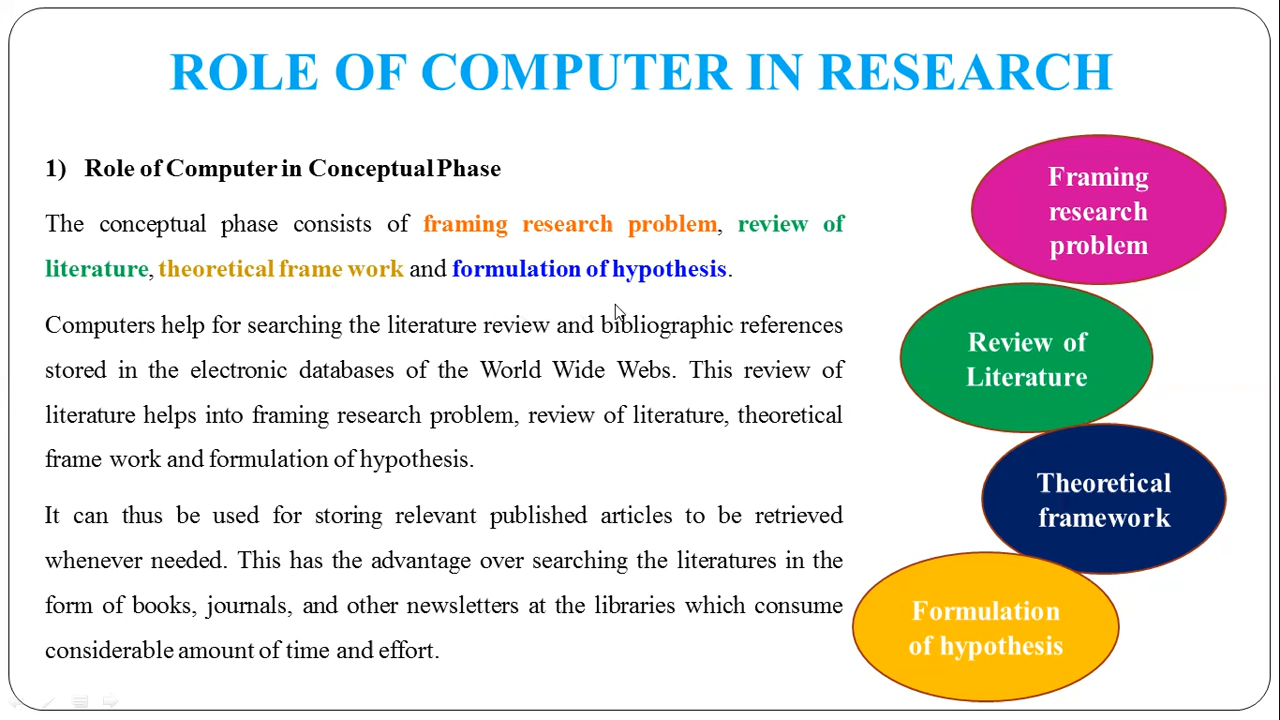 ROLE OF COMPUTER IN RESEARCH
1) Role of Computer in Conceptual Phase
The conceptual phase consists of framing research problem, review of
literature, theoretical frame work and formulation of hypothesis.
Computers help for searching the literature review and bibliographic references
stored in the electronic databases of the World Wide Webs. This review of
literature helps into framing research problem, review of literature, theoretical
frame work and formulation of hypothesis.
It can thus be used for storing relevant published articles to be retrieved
whenever needed. This has the advantage over searching the literatures in the
form of books, journals, and other newsletters at the libraries which consume
considerable amount of time and effort.
Framing
research
problem
Review of
Literature
Theoretical
framework
Formulation
of hypothesis